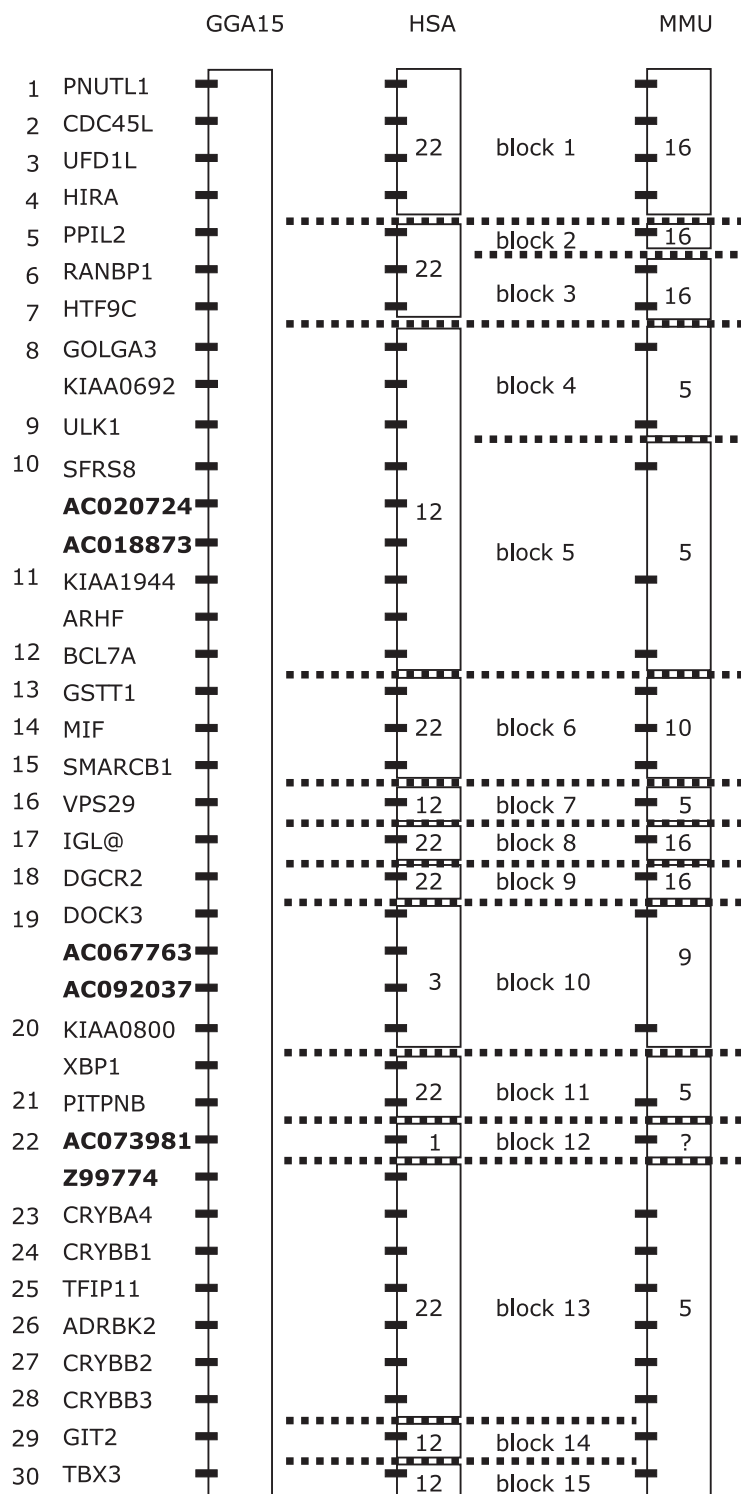 GGA15 HSA MMU
1 PNUTL1
2 CDC45L
3 UFD1L 22 block 1 16
4 HIRA
5 PPIL2 block 2 16
6 RANBP1 22
7 HTF9C block 3 16
8 GOLGA3
KIAA0692 block 4 5
9 ULK1
10 SFRS8
AC020724 12
AC018873 block 5 5
11 KIAA1944
ARHF
12 BCL7A
13 GSTT1
14 MIF 22 block 6 10
15 SMARCB1
16 VPS29 12 block 7 5
17 IGL@ 22 block 8 16
18 DGCR2 22 block 9 16
19 DOCK3
AC067763 9
AC092037 3 block 10
20 KIAA0800
XBP1
21 PITPNB 22 block 11 5
22 AC073981 1 block 12 ?
Z99774
23 CRYBA4
24 CRYBB1
25 TFIP11 22 block 13 5
26 ADRBK2
27 CRYBB2
28 CRYBB3
29 GIT2 12 block 14
30 TBX3 12 block 15